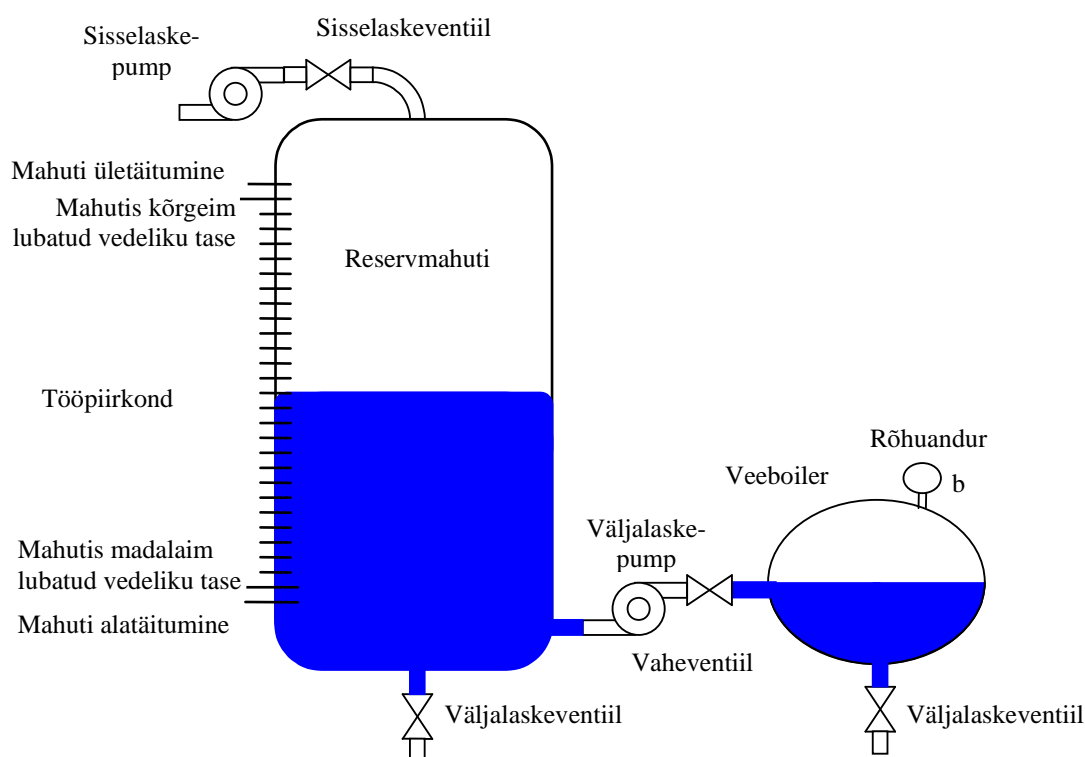 Sisselaske-
pump
Sisselaskeventiil
Mahuti ületäitumine
Mahutis kõrgeim
lubatud vedeliku tase
Reservmahuti
Tööpiirkond
Rõhuandur
b
Veeboiler
Väljalaske-
pump
Mahutis madalaim
lubatud vedeliku tase
Mahuti alatäitumine
Vaheventiil
Väljalaskeventiil
Väljalaskeventiil